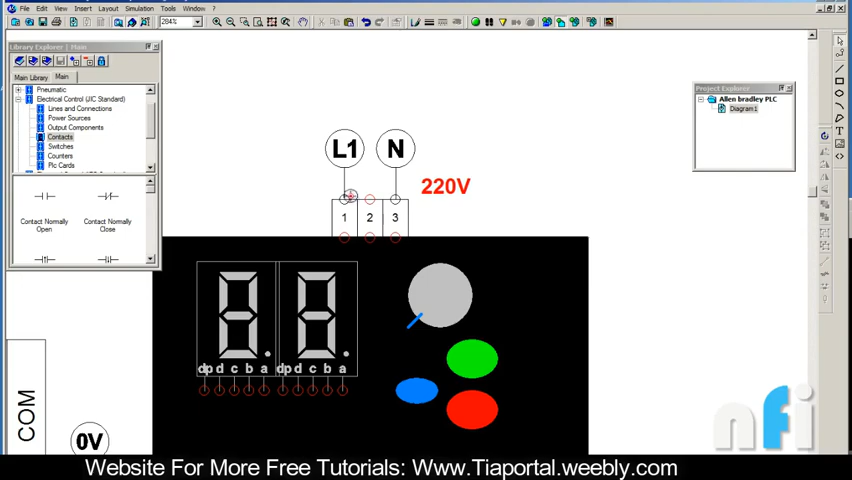 File Edit View Insert Layout Simulation Tools Window ?
284%
Library Explorer | Main
Main Library Main
Pneumatic
Electrical Control (JIC Standard)
Lines and Connections
Power Sources
Output Components
Contacts
Switches
Counters
Plc Cards
Contact Normally Open
Contact Normally Close
Project Explorer
Allen bradley PLC
Diagram1
L1 N
220V
1 2 3
dp d c b a dp d c b a
COM
0V
nfi
Website For More Free Tutorials: Www.Tiaportal.weebly.com